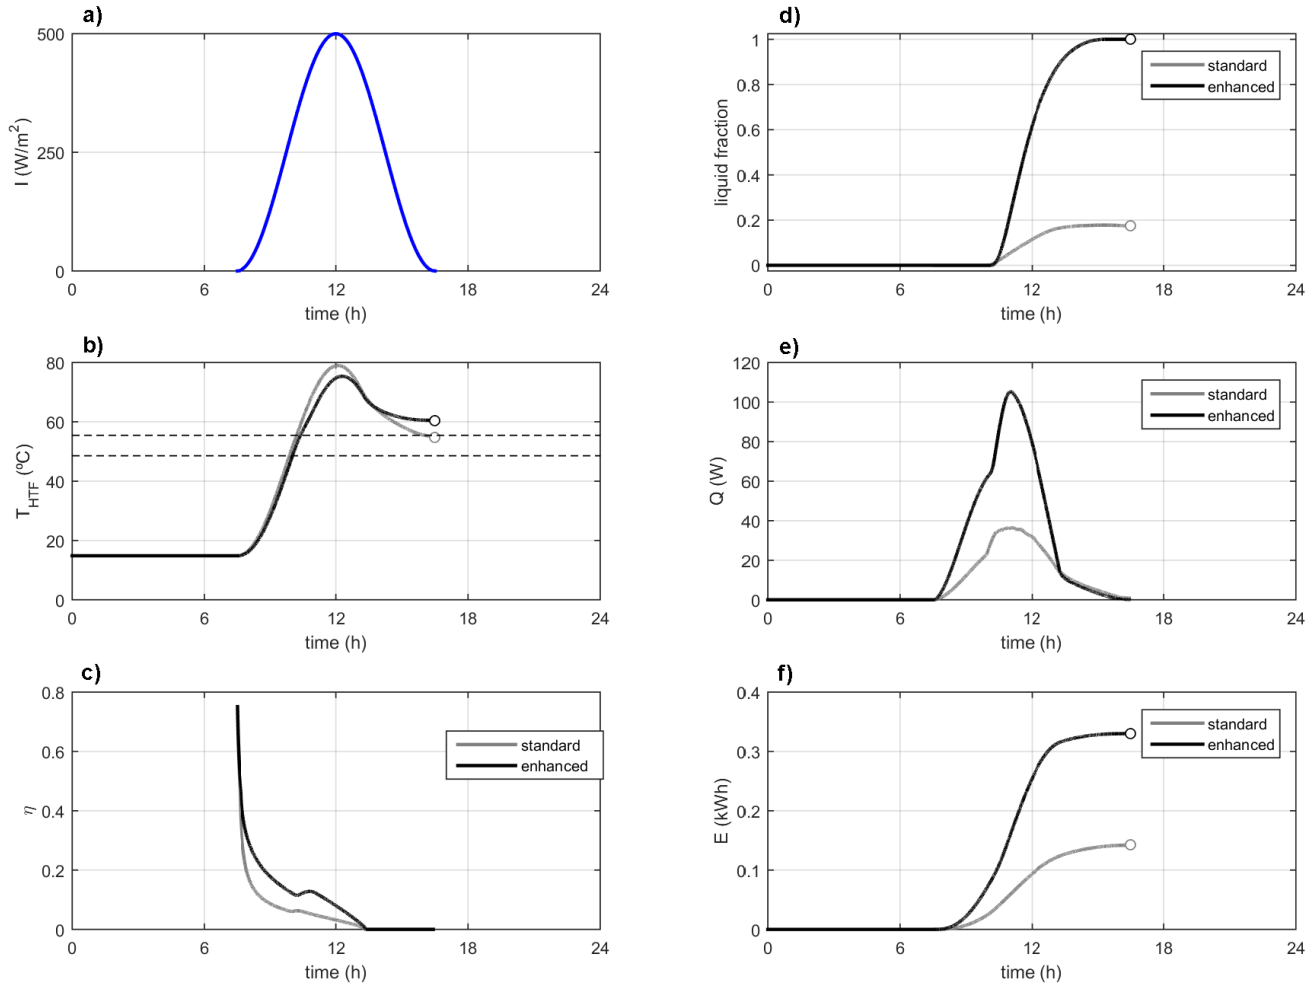 a)
500
250
0
I (W/m2)
0 6 12 18 24
time (h)
d)
1
0.8
0.6
0.4
0.2
0
liquid fraction
standard
enhanced
0 6 12 18 24
time (h)
b)
80
60
40
20
0
THTF (ºC)
0 6 12 18 24
time (h)
e)
120
100
80
60
40
20
0
Q (W)
standard
enhanced
0 6 12 18 24
time (h)
c)
0.8
0.6
0.4
0.2
0
η
standard
enhanced
0 6 12 18 24
time (h)
f)
0.4
0.3
0.2
0.1
0
E (kWh)
standard
enhanced
0 6 12 18 24
time (h)